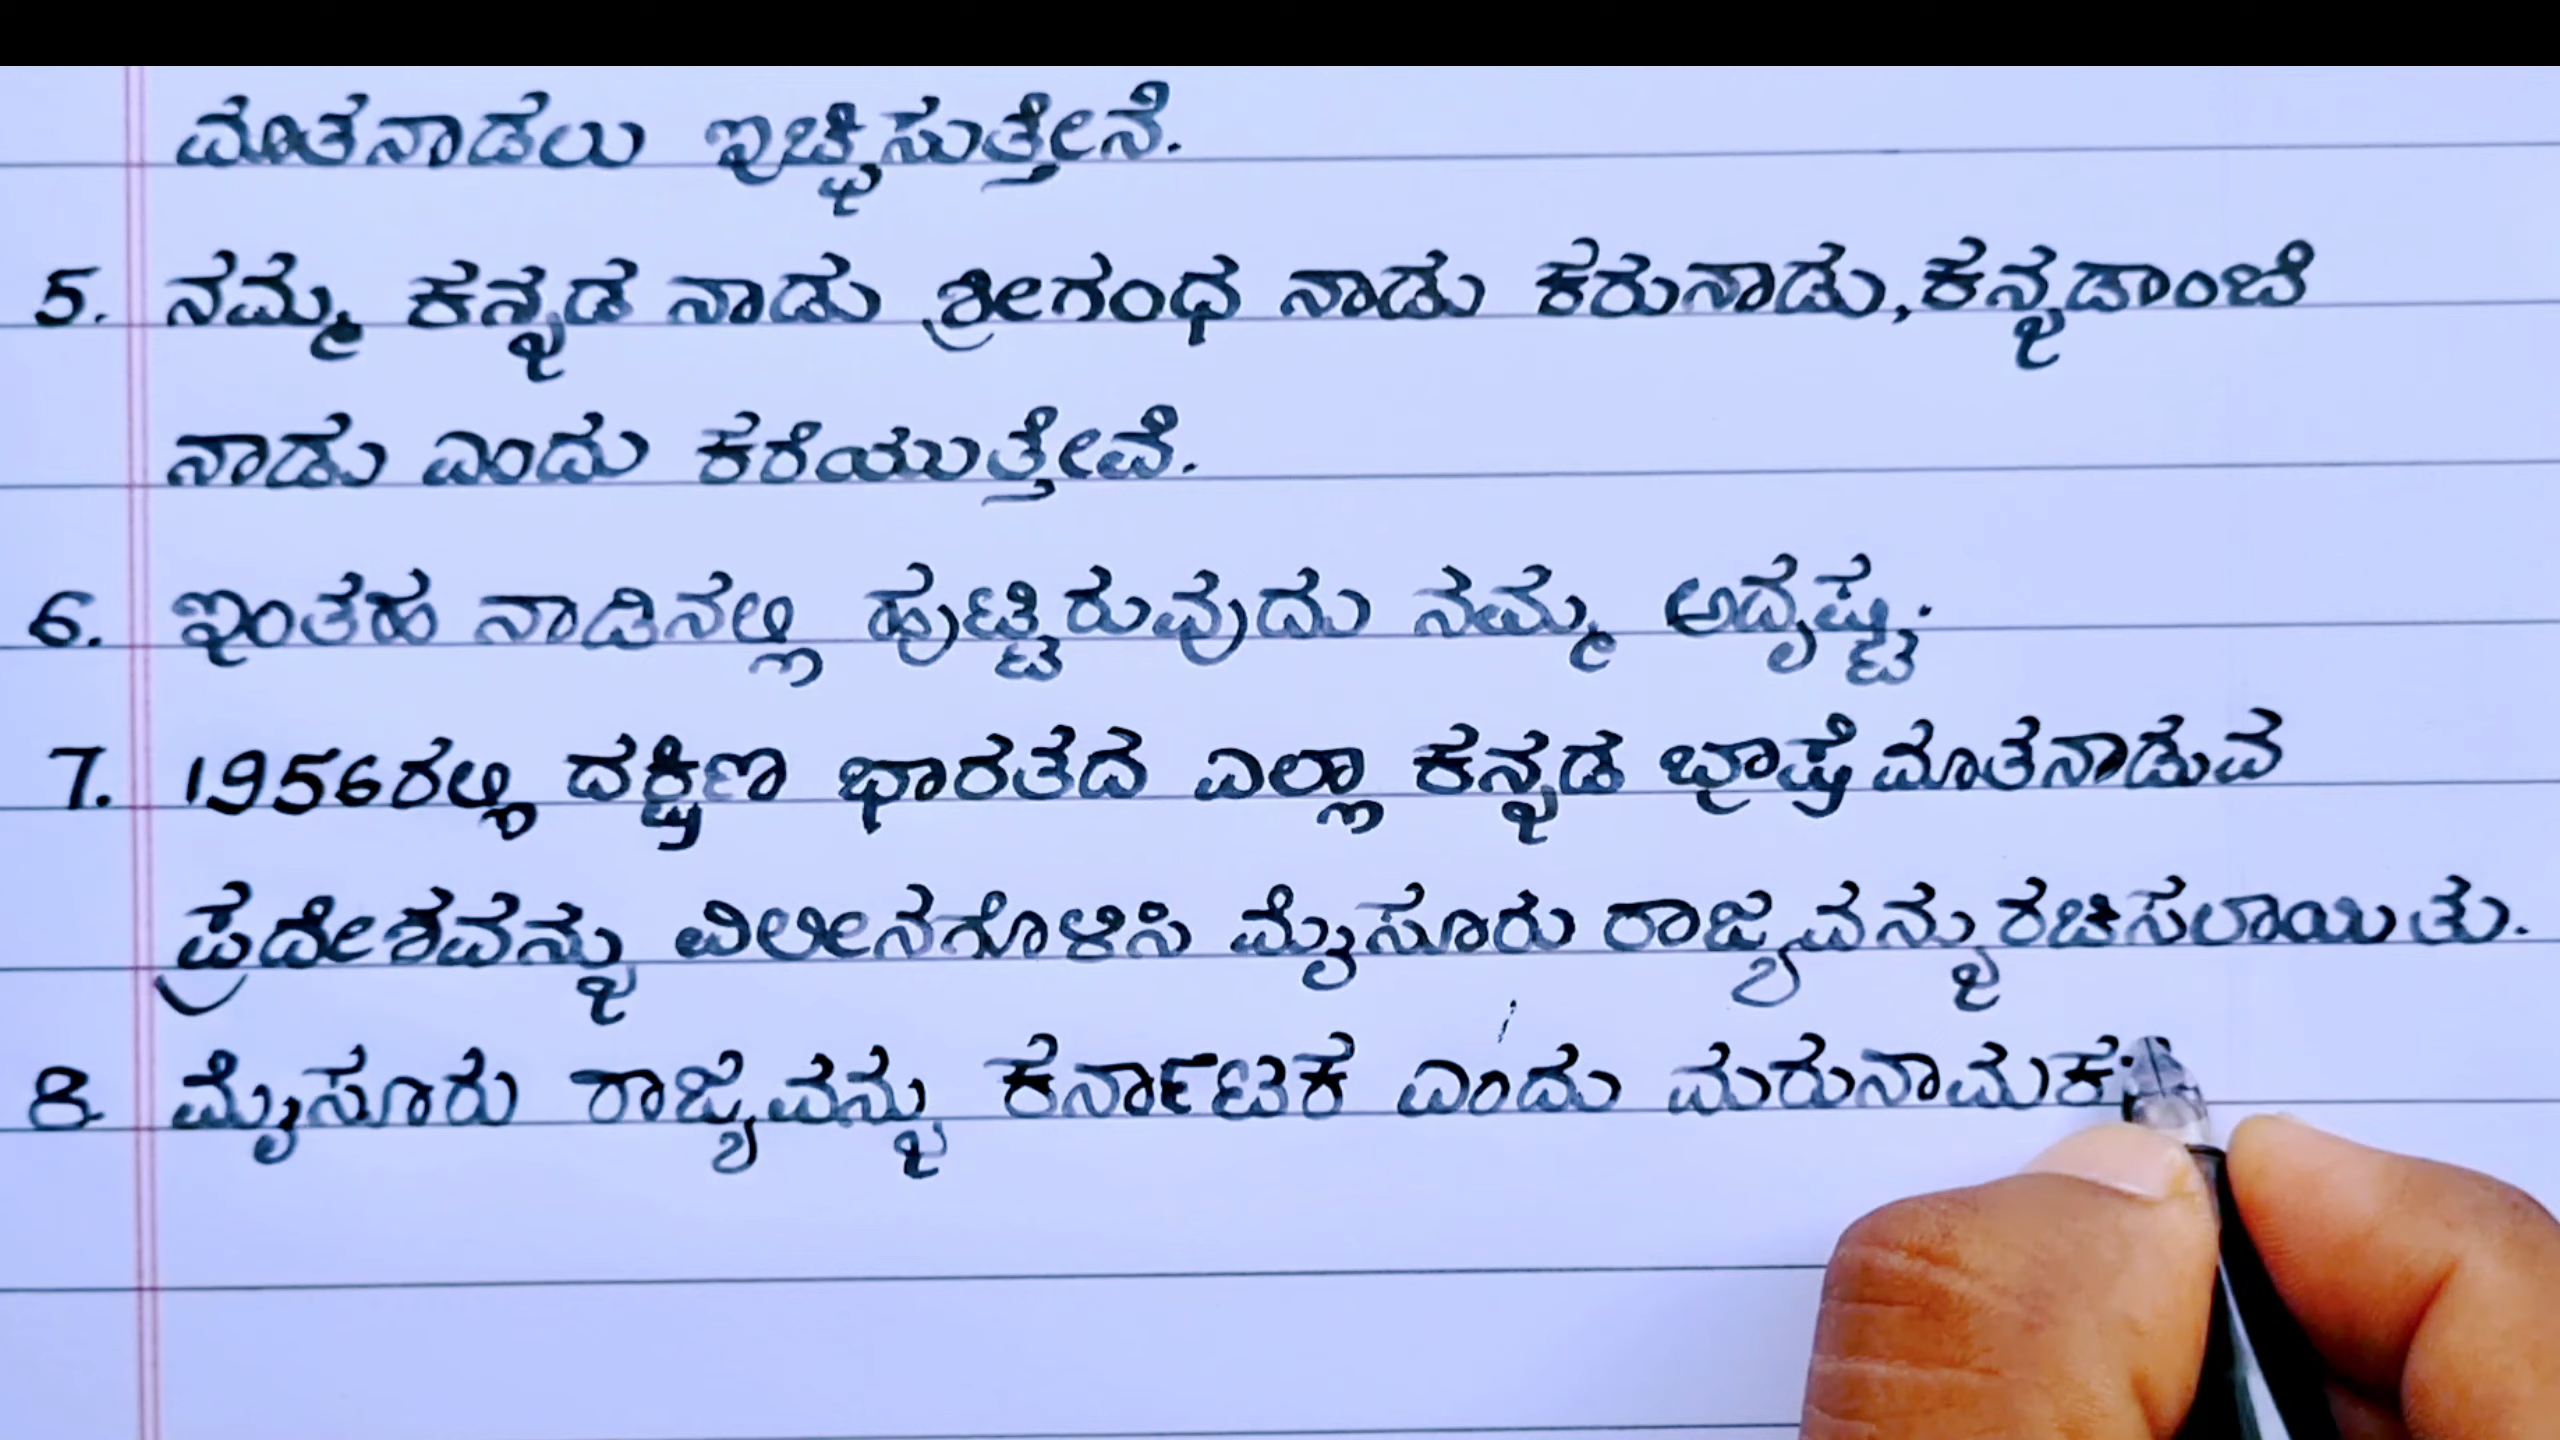 ಮಾತನಾಡಲು ಇಚ್ಛಿಸುತ್ತೇನೆ.
5. ನಮ್ಮ ಕನ್ನಡ ನಾಡು ಶ್ರೀಗಂಧ ನಾಡು ಕರುನಾಡು, ಕನ್ನಡಾಂಬೆ
ನಾಡು ಎಂದು ಕರೆಯುತ್ತೇವೆ.
6. ಇಂತಹ ನಾಡಿನಲ್ಲಿ ಹುಟ್ಟಿರುವುದು ನಮ್ಮ ಅದೃಷ್ಟ.
7. 1956ರಲ್ಲಿ ದಕ್ಷಿಣ ಭಾರತದ ಎಲ್ಲಾ ಕನ್ನಡ ಭಾಷೆ ಮಾತನಾಡುವ
ಪ್ರದೇಶವನ್ನು ವಿಲೀನಗೊಳಿಸಿ ಮೈಸೂರು ರಾಜ್ಯವನ್ನು ರಚಿಸಲಾಯಿತು.
8. ಮೈಸೂರು ರಾಜ್ಯವನ್ನು ಕರ್ನಾಟಕ ಎಂದು ಮರುನಾಮಕ